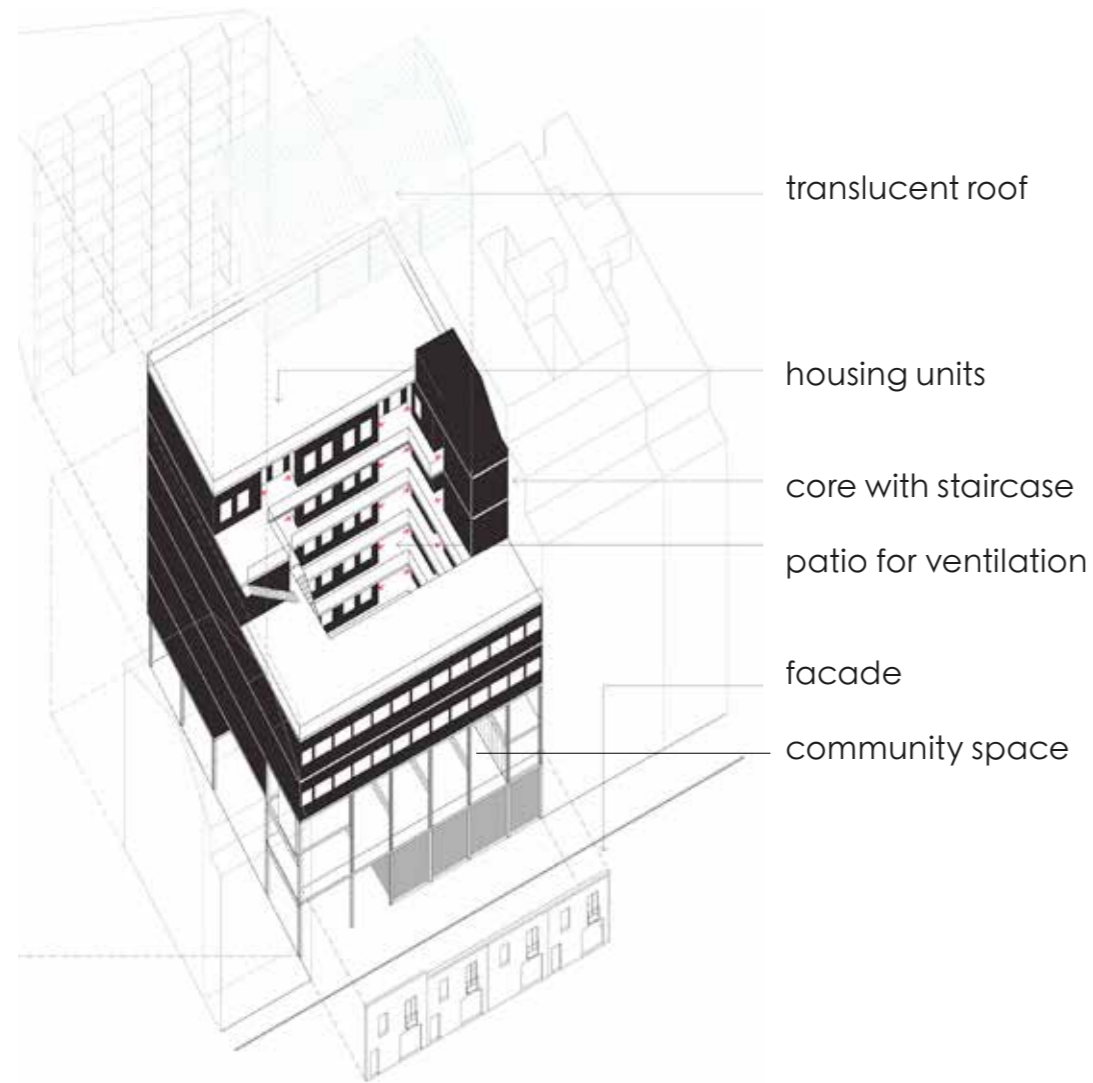 translucent roof
housing units
core with staircase
patio for ventilation
facade
community space